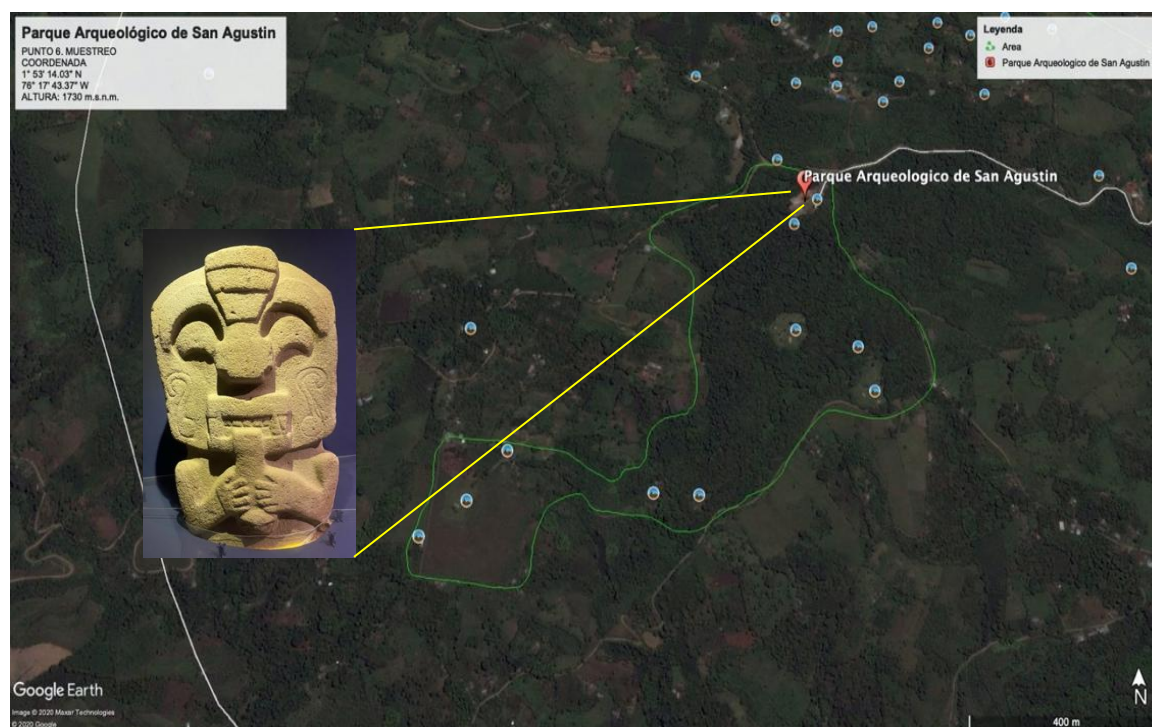 Parque Arqueológico de San Agustin
PUNTO 6. MUESTREO
COORDENADA
1° 53' 14.03" N
76° 17' 43.37" W
ALTURA: 1730 m.s.n.m.
Leyenda
Area
6 Parque Arqueologico de San Agustin
Parque Arqueologico de San Agustin
Google Earth
Image © 2020 Maxar Technologies
© 2020 Google
N
400 m